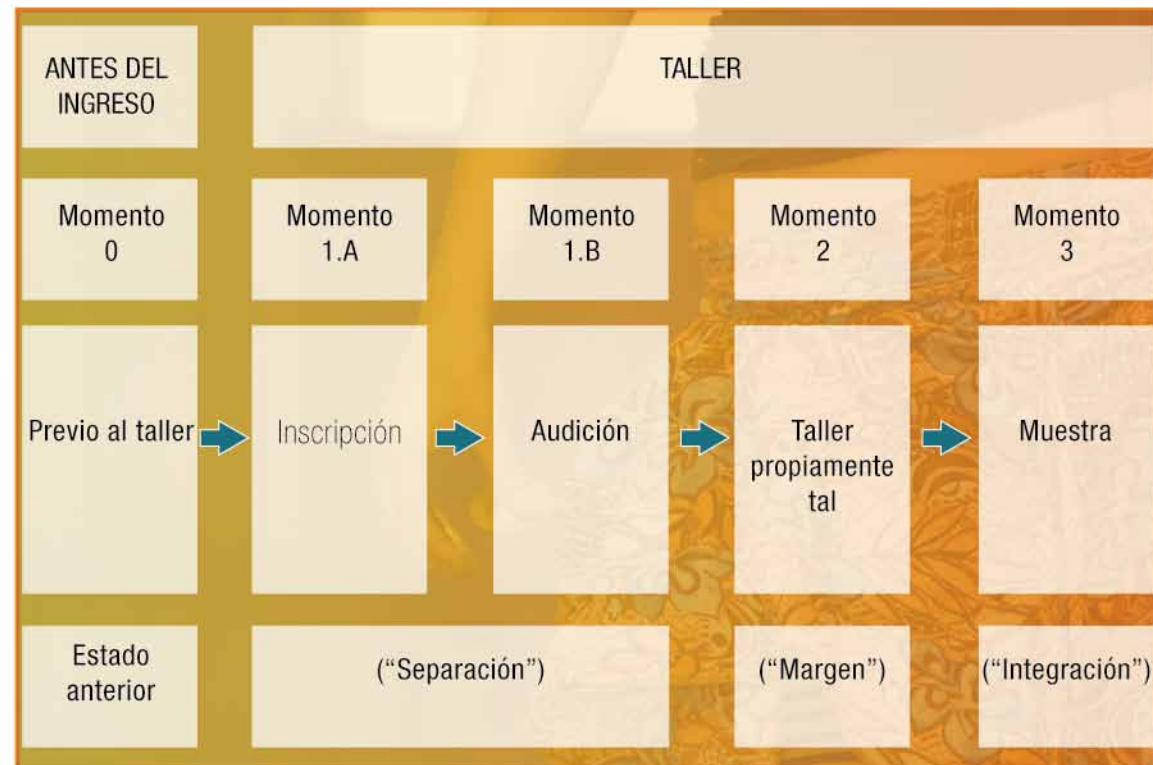 ANTES DEL
INGRESO
TALLER
Momento
0
Momento
1.A
Momento
1.B
Momento
2
Momento
3
Previo al taller
Inscripción
Audición
Taller
propiamente
tal
Muestra
Estado
anterior
(“Separación”)
(“Margen”)
(“Integración”)